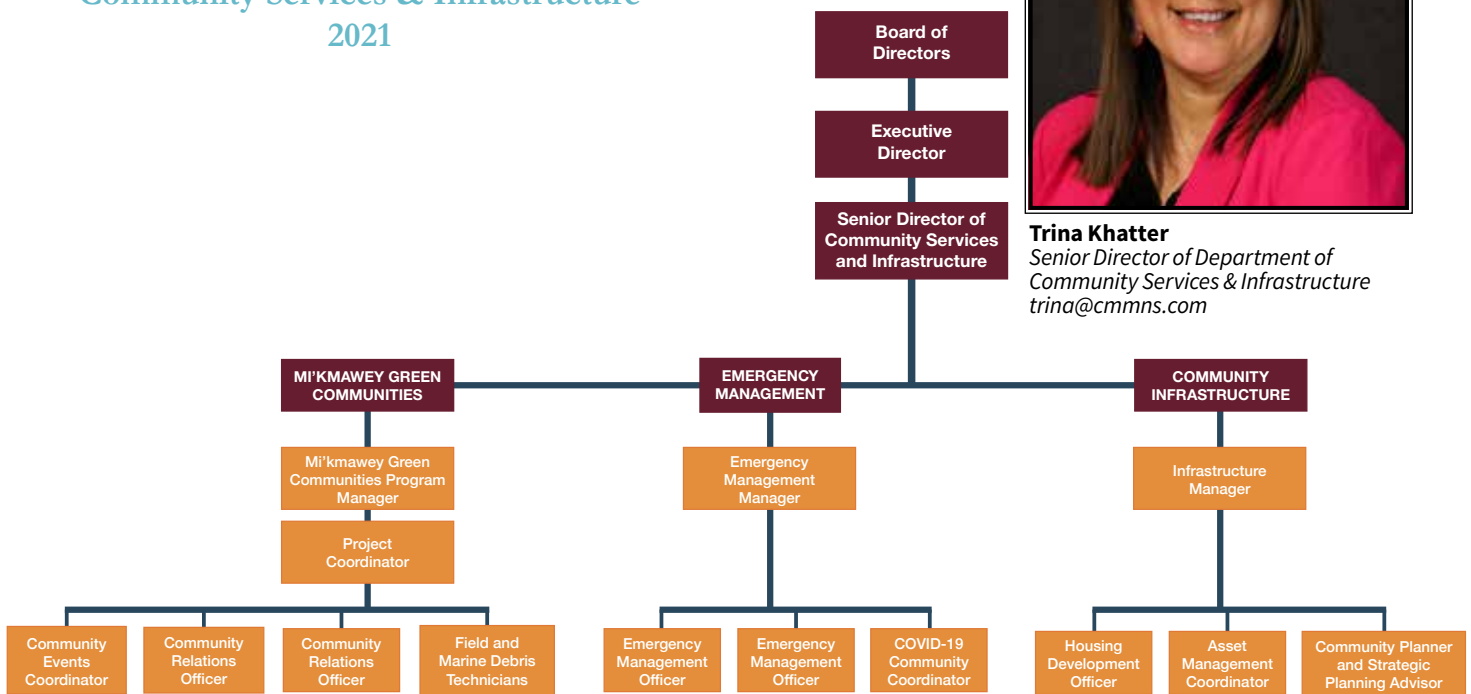 Community Services & Infrastructure
2021
Board of
Directors
Executive
Director
Senior Director of
Community Services
and Infrastructure
Trina Khatter
Senior Director of Department of
Community Services & Infrastructure
trina@cmmns.com
MI'KMAWEY GREEN
COMMUNITIES
EMERGENCY
MANAGEMENT
COMMUNITY
INFRASTRUCTURE
Mi'kmawey Green
Communities Program
Manager
Emergency
Management
Manager
Infrastructure
Manager
Project
Coordinator
Community
Events
Coordinator
Community
Relations
Officer
Community
Relations
Officer
Field and
Marine Debris
Technicians
Emergency
Management
Officer
Emergency
Management
Officer
COVID-19
Community
Coordinator
Housing
Development
Officer
Asset
Management
Coordinator
Community Planner
and Strategic
Planning Advisor